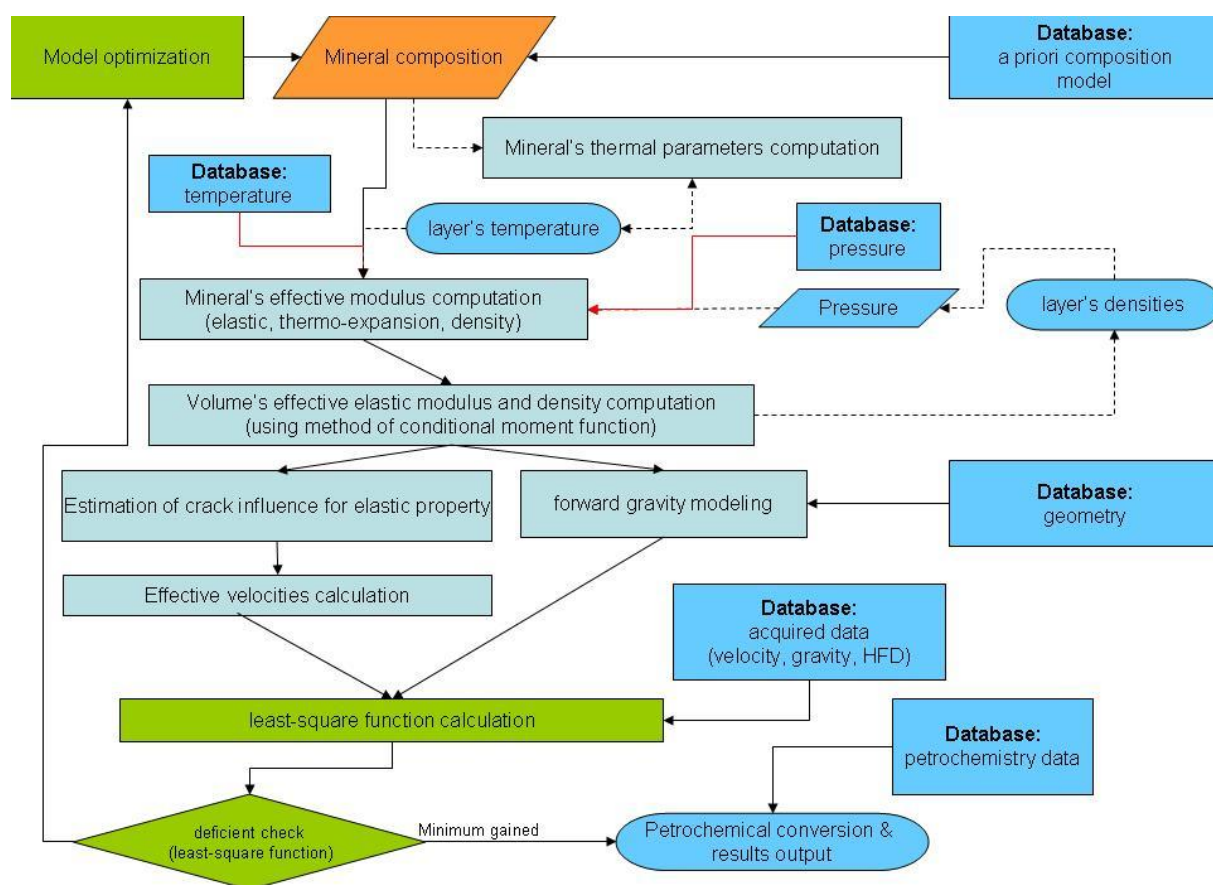 Model optimization
Mineral composition
Database:
a priori composition
model
Mineral's thermal parameters computation
Database:
temperature
layer's temperature
Database:
pressure
Mineral's effective modulus computation
(elastic, thermo-expansion, density)
Pressure
layer's densities
Volume's effective elastic modulus and density computation
(using method of conditional moment function)
Estimation of crack influence for elastic property
forward gravity modeling
Database:
geometry
Effective velocities calculation
Database:
acquired data
(velocity, gravity, HFD)
least-square function calculation
Database:
petrochemistry data
deficient check
(least-square function)
Minimum gained
Petrochemical conversion &
results output